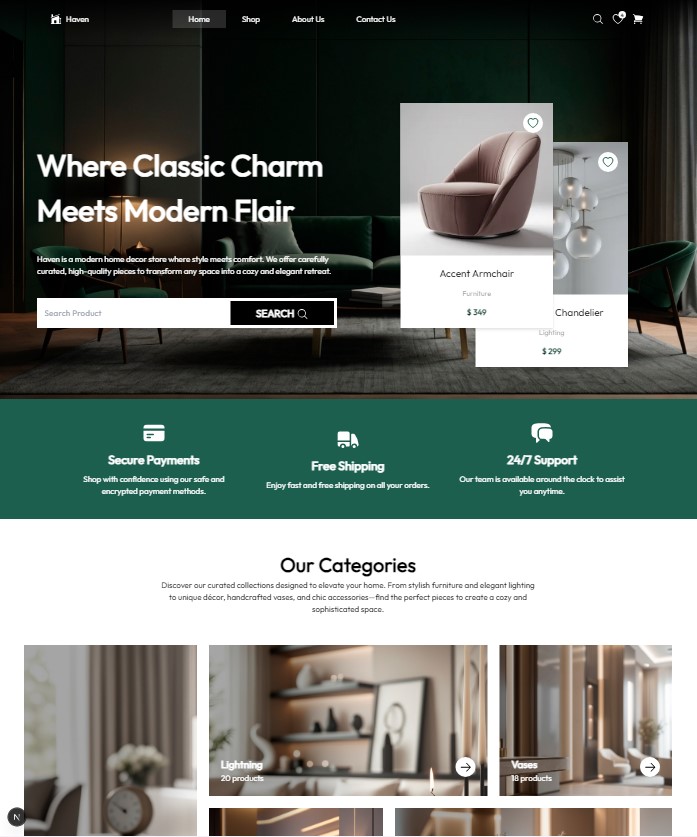 Haven
Home
Shop
About Us
Contact Us
Where Classic Charm
Meets Modern Flair
Haven is a modern home decor store where style meets comfort. We offer carefully
curated, high-quality pieces to transform any space into a cozy and elegant retreat.
Search Product
SEARCH
Accent Armchair
Furniture
$ 349
Chandelier
Lighting
$ 299
Secure Payments
Shop with confidence using our safe and
encrypted payment methods.
Free Shipping
Enjoy fast and free shipping on all your orders.
24/7 Support
Our team is available around the clock to assist
you anytime.
Our Categories
Discover our curated collections designed to elevate your home. From stylish furniture and elegant lighting
to unique décor, handcrafted vases, and chic accessories—find the perfect pieces to create a cozy and
sophisticated space.
Lightning
20 products
Vases
18 products
N